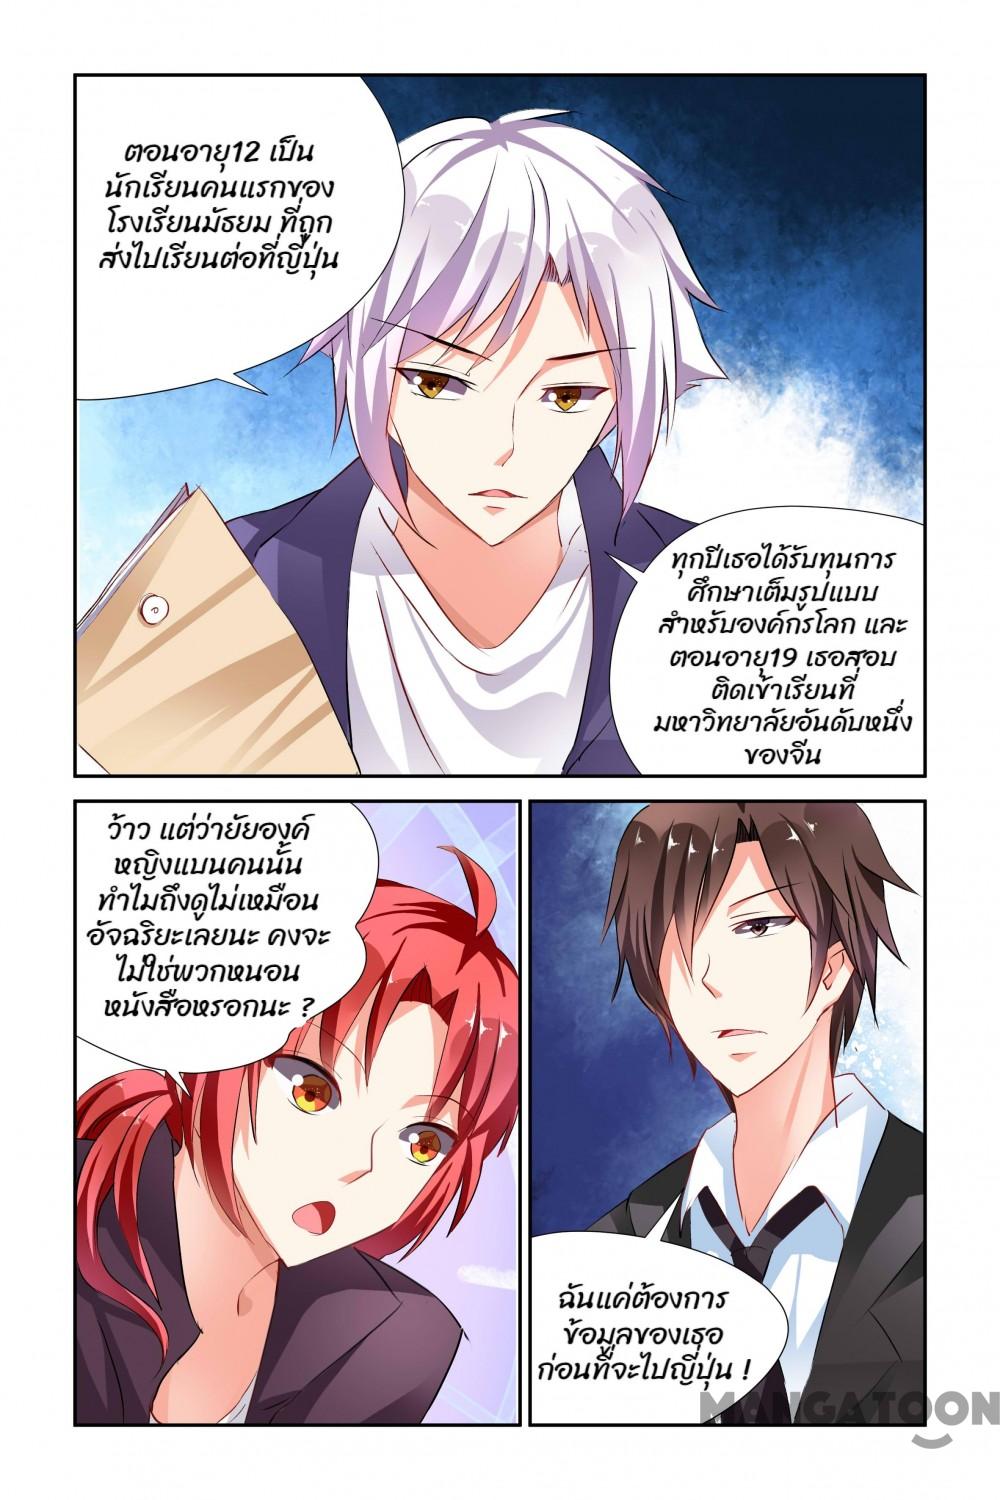 ตอนอายุ12 เป็น
นักเรียนคนแรกของ
โรงเรียนมัธยม ที่ถูก
ส่งไปเรียนต่อที่ญี่ปุ่น
ทุกปีเธอได้รับทุนการ
ศึกษาเต็มรูปแบบ
สำหรับองค์กรโลก และ
ตอนอายุ19 เธอสอบ
ติดเข้าเรียนที่
มหาวิทยาลัยอันดับหนึ่ง
ของจีน
ว้าว แต่ว่ายัยองค์
หญิงแบนคนนั้น
ทำไมถึงดูไม่เหมือน
อัจฉริยะเลยนะ คงจะ
ไม่ใช่พวกหนอน
หนังสือหรอกนะ ?
ฉันแค่ต้องการ
ข้อมูลของเธอ
ก่อนที่จะไปญี่ปุ่น !
MANGATOON